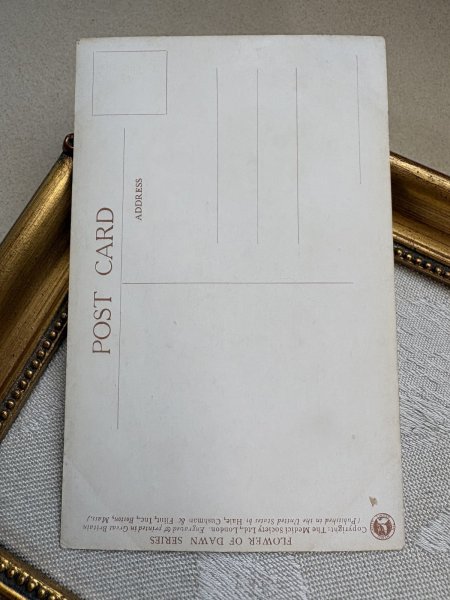 POST CARD
ADDRESS
FLOWER OF DAWN SERIES
Copyright: The Medici Society Ltd., London. Engraved & printed in Great Britain
(Published in the United States by Hale, Cushman & Flint, Inc., Boston, Mass.)